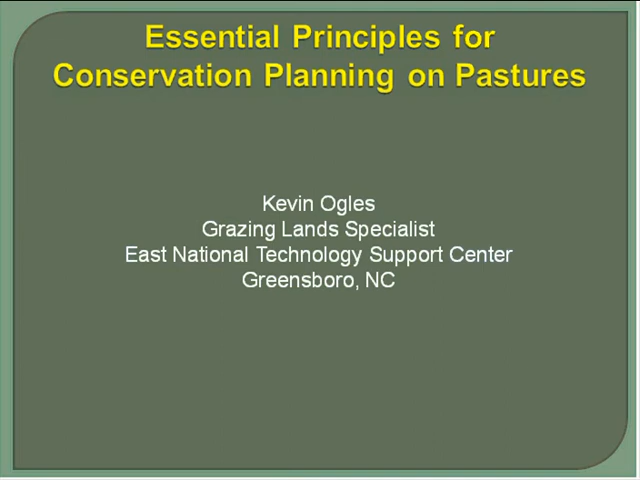 Essential Principles for
Conservation Planning on Pastures
Kevin Ogles
Grazing Lands Specialist
East National Technology Support Center
Greensboro, NC